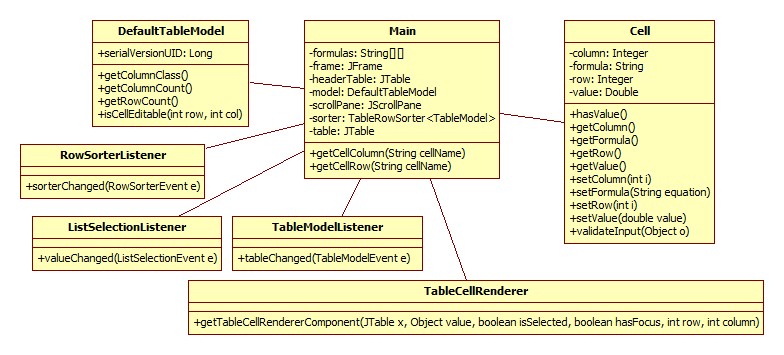 DefaultTableModel
+serialVersionUID: Long
+getColumnClass()
+getColumnCount()
+getRowCount()
+isCellEditable(int row, int col)
Main
-formulas: String[][]
-frame: JFrame
-headerTable: JTable
-model: DefaultTableModel
-scrollPane: JScrollPane
-sorter: TableRowSorter<TableModel>
-table: JTable
+getCellColumn(String cellName)
+getCellRow(String cellName)
Cell
-column: Integer
-formula: String
-row: Integer
-value: Double
+hasValue()
+getColumn()
+getFormula()
+getRow()
+getValue()
+setColumn(int i)
+setFormula(String equation)
+setRow(int i)
+setValue(double value)
+validateInput(Object o)
RowSorterListener
+sorterChanged(RowSorterEvent e)
ListSelectionListener
+valueChanged(ListSelectionEvent e)
TableModelListener
+tableChanged(TableModelEvent e)
TableCellRenderer
+getTableCellRendererComponent(JTable x, Object value, boolean isSelected, boolean hasFocus, int row, int column)